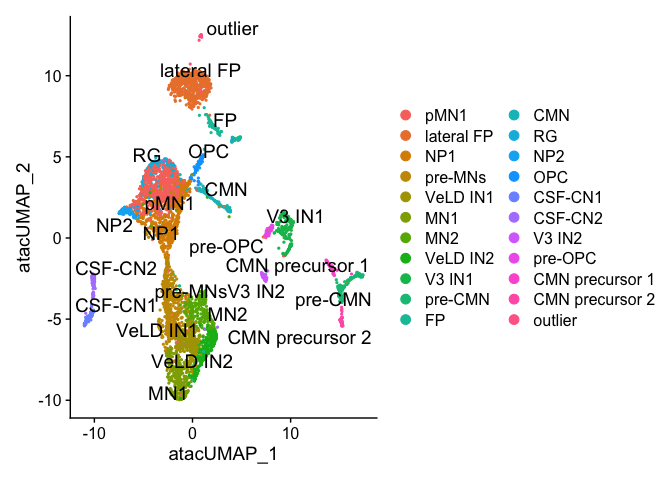 outlier
lateral FP
FP
RG
OPC
pMN1
CMN
NP2
NP1
V3 IN1
pre-OPC
CSF-CN2
CMN precursor 1
pre-MNs
V3 IN2
CSF-CN1
pre-CMN
MN2
VeLD IN1
CMN precursor 2
VeLD IN2
MN1
10
5
0
-5
-10
atacUMAP_2
-10
0
10
atacUMAP_1
pMN1
lateral FP
NP1
pre-MNs
VeLD IN1
MN1
MN2
VeLD IN2
V3 IN1
pre-CMN
FP
CMN
RG
NP2
OPC
CSF-CN1
CSF-CN2
V3 IN2
pre-OPC
CMN precursor 1
CMN precursor 2
outlier